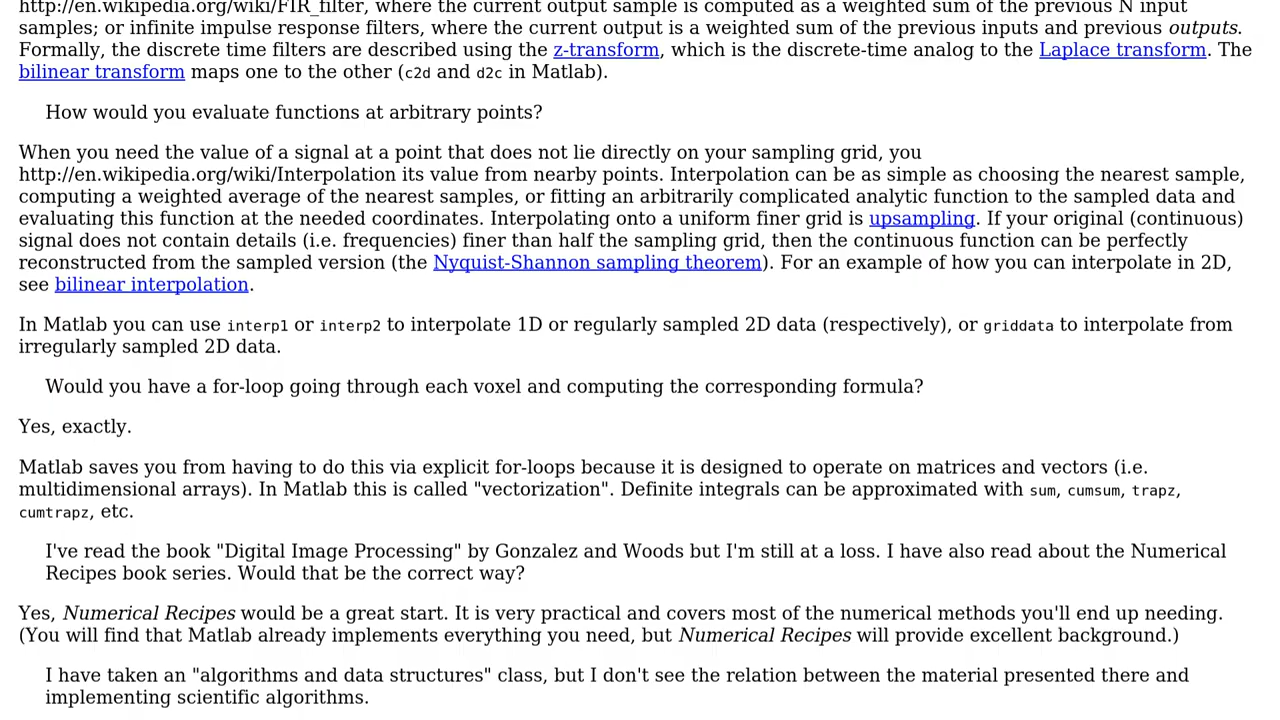 http://en.wikipedia.org/wiki/FIR_filter, where the current output sample is computed as a weighted sum of the previous N input
samples; or infinite impulse response filters, where the current output is a weighted sum of the previous inputs and previous outputs.
Formally, the discrete time filters are described using the z-transform, which is the discrete-time analog to the Laplace transform. The
bilinear transform maps one to the other (c2d and d2c in Matlab).
How would you evaluate functions at arbitrary points?
When you need the value of a signal at a point that does not lie directly on your sampling grid, you
http://en.wikipedia.org/wiki/Interpolation its value from nearby points. Interpolation can be as simple as choosing the nearest sample,
computing a weighted average of the nearest samples, or fitting an arbitrarily complicated analytic function to the sampled data and
evaluating this function at the needed coordinates. Interpolating onto a uniform finer grid is upsampling. If your original (continuous)
signal does not contain details (i.e. frequencies) finer than half the sampling grid, then the continuous function can be perfectly
reconstructed from the sampled version (the Nyquist-Shannon sampling theorem). For an example of how you can interpolate in 2D,
see bilinear interpolation.
In Matlab you can use interp1 or interp2 to interpolate 1D or regularly sampled 2D data (respectively), or griddata to interpolate from
irregularly sampled 2D data.
Would you have a for-loop going through each voxel and computing the corresponding formula?
Yes, exactly.
Matlab saves you from having to do this via explicit for-loops because it is designed to operate on matrices and vectors (i.e.
multidimensional arrays). In Matlab this is called "vectorization". Definite integrals can be approximated with sum, cumsum, trapz,
cumtrapz, etc.
I've read the book "Digital Image Processing" by Gonzalez and Woods but I'm still at a loss. I have also read about the Numerical
Recipes book series. Would that be the correct way?
Yes, Numerical Recipes would be a great start. It is very practical and covers most of the numerical methods you'll end up needing.
(You will find that Matlab already implements everything you need, but Numerical Recipes will provide excellent background.)
I have taken an "algorithms and data structures" class, but I don't see the relation between the material presented there and
implementing scientific algorithms.